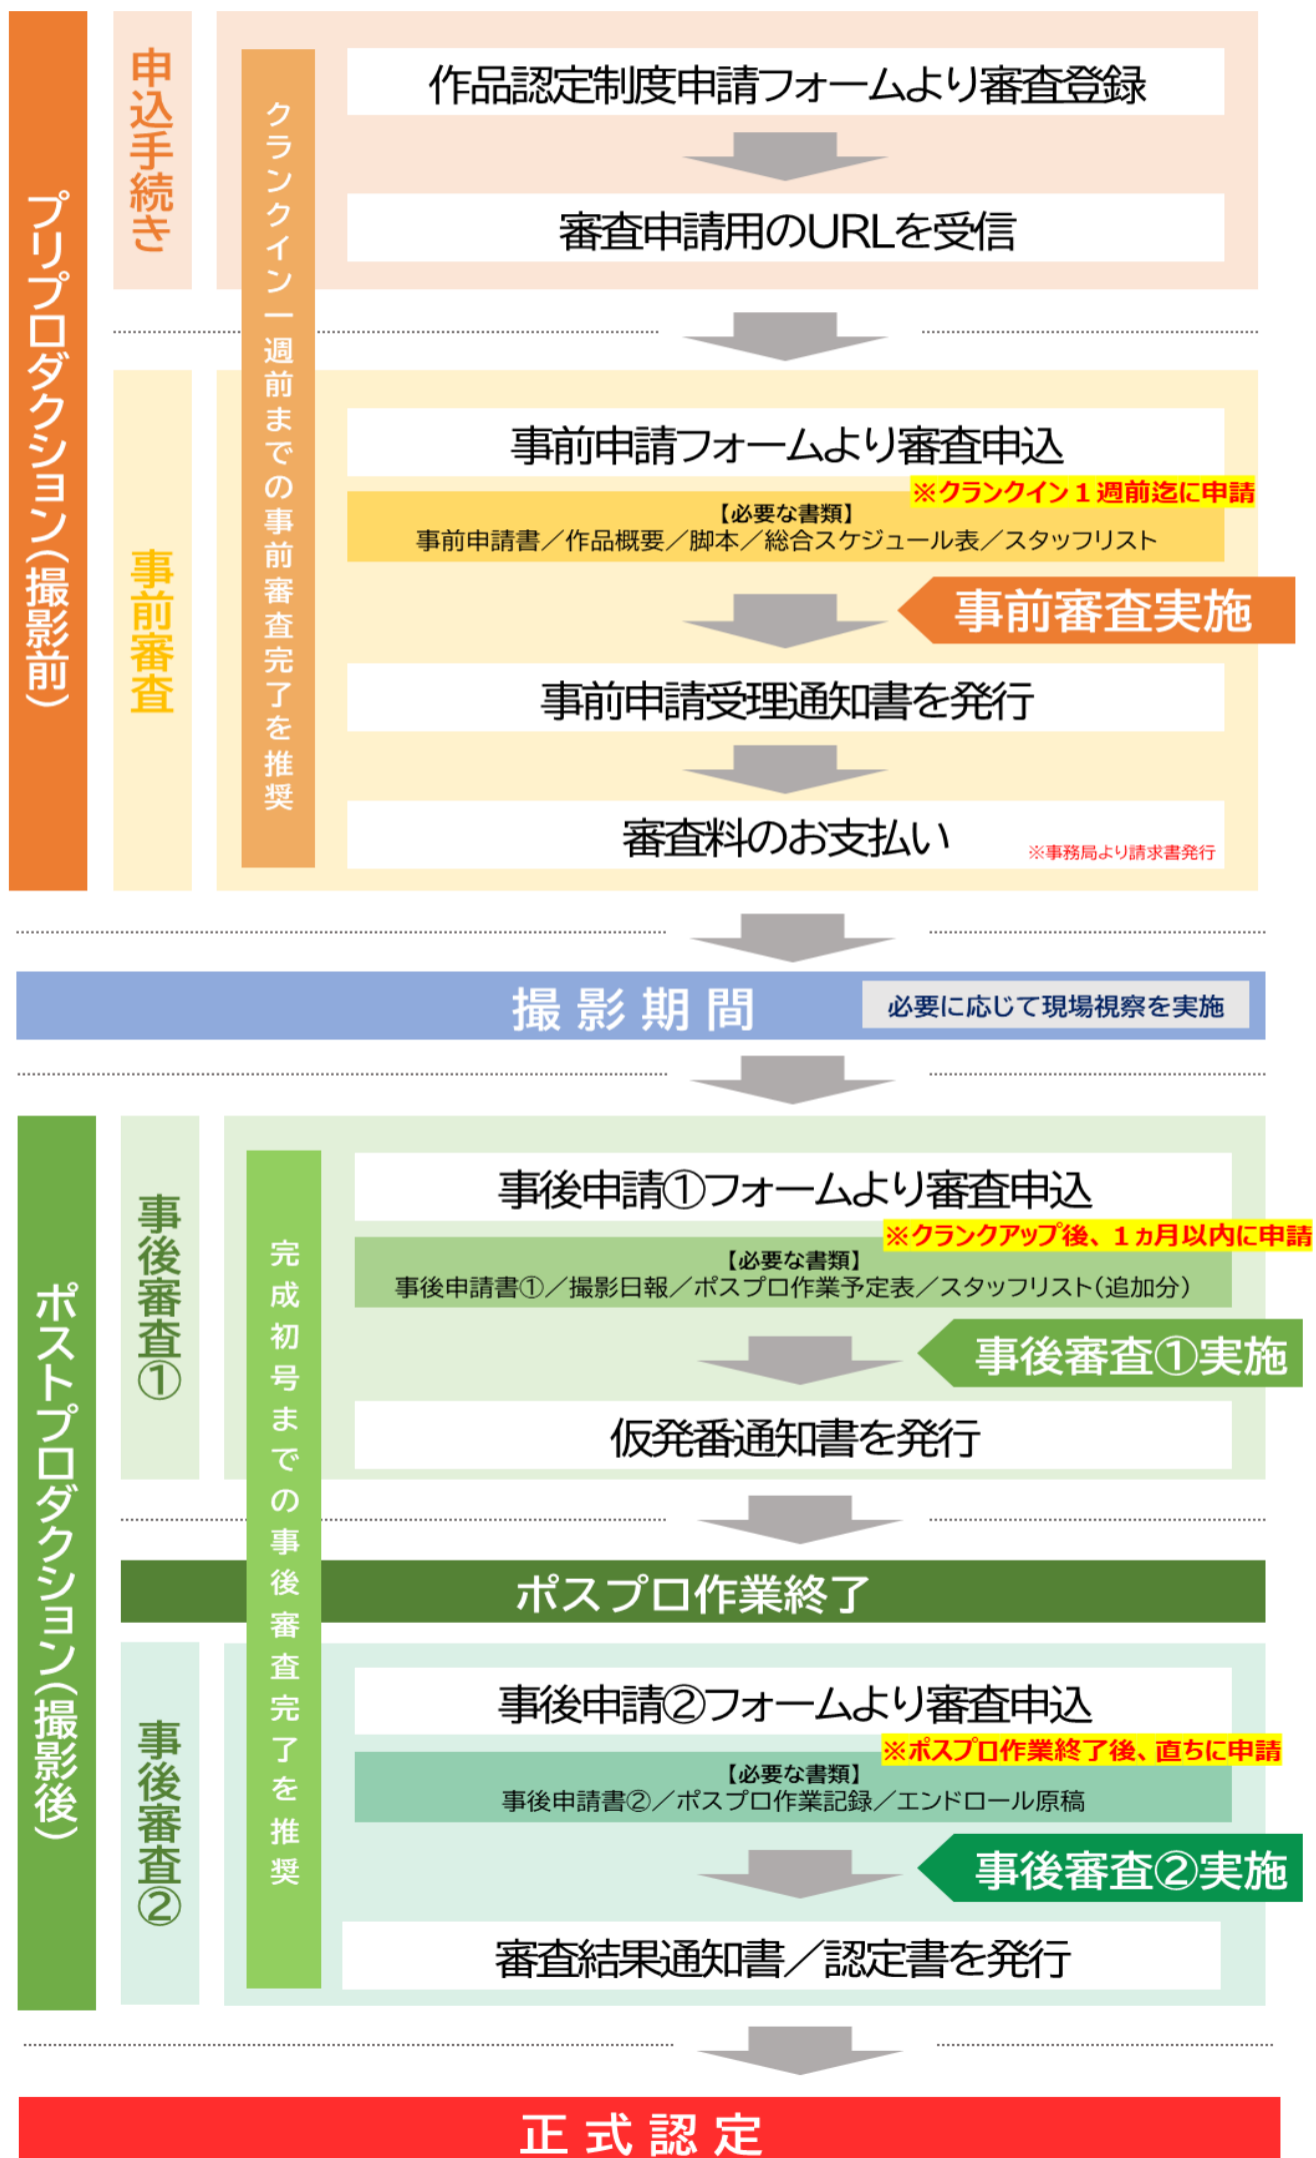 プリプロダクション(撮影前)
申込手続き
クランクイン一週前までの事前審査完了を推奨
作品認定制度申請フォームより審査登録
審査申請用のURLを受信
事前審査
事前申請フォームより審査申込
※クランクイン１週前迄に申請
【必要な書類】
事前申請書／作品概要／脚本／総合スケジュール表／スタッフリスト
事前審査実施
事前申請受理通知書を発行
審査料のお支払い
※事務局より請求書発行
撮影期間
必要に応じて現場視察を実施
ポストプロダクション(撮影後)
事後審査①
完成初号までの事後審査完了を推奨
事後申請①フォームより審査申込
※クランクアップ後、１ヵ月以内に申請
【必要な書類】
事後申請書①／撮影日報／ポスプロ作業予定表／スタッフリスト(追加分)
事後審査①実施
仮発番通知書を発行
ポスプロ作業終了
事後審査②
事後申請②フォームより審査申込
※ポスプロ作業終了後、直ちに申請
【必要な書類】
事後申請書②／ポスプロ作業記録／エンドロール原稿
事後審査②実施
審査結果通知書／認定書を発行
正式認定